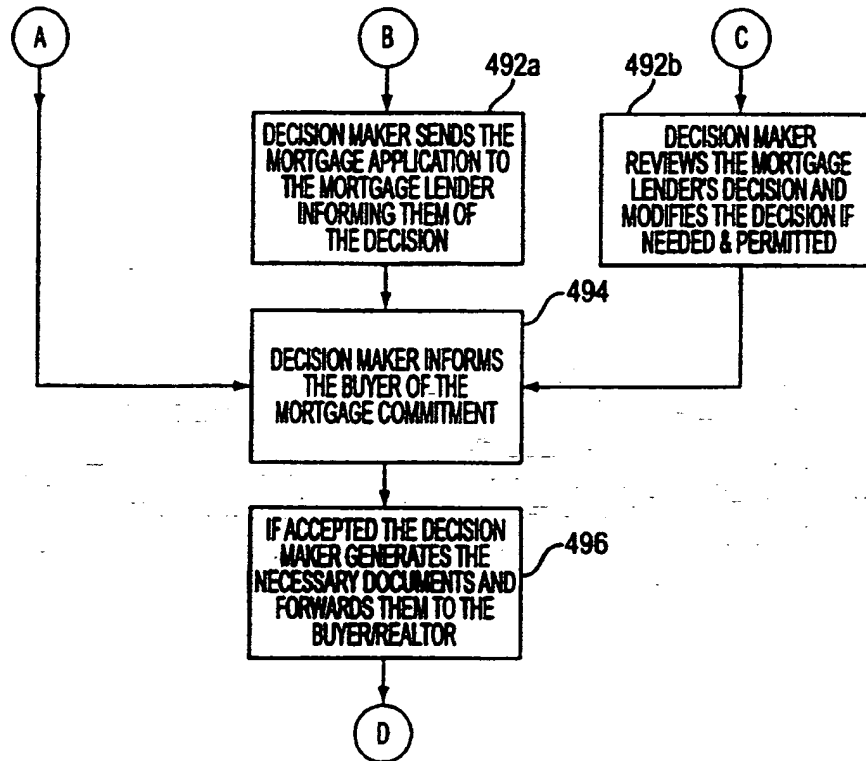 A
B
C
492a
492b
DECISION MAKER SENDS THE
MORTGAGE APPLICATION TO
THE MORTGAGE LENDER
INFORMING THEM OF
THE DECISION
DECISION MAKER
REVIEWS THE MORTGAGE
LENDER'S DECISION AND
MODIFIES THE DECISION IF
NEEDED & PERMITTED
494
DECISION MAKER INFORMS
THE BUYER OF THE
MORTGAGE COMMITMENT
496
IF ACCEPTED THE DECISION
MAKER GENERATES THE
NECESSARY DOCUMENTS AND
FORWARDS THEM TO THE
BUYER/REALTOR
D